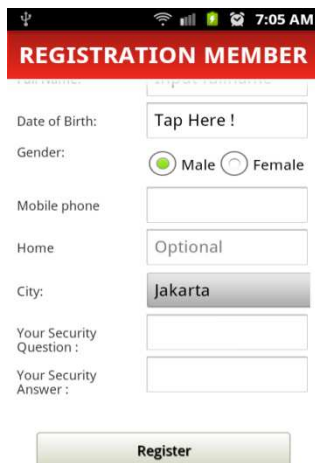 7:05 AM
REGISTRATION MEMBER
Date of Birth:
Tap Here !
Gender:
Male
Female
Mobile phone
Home
Optional
City:
Jakarta
Your Security
Question :
Your Security
Answer :
Register